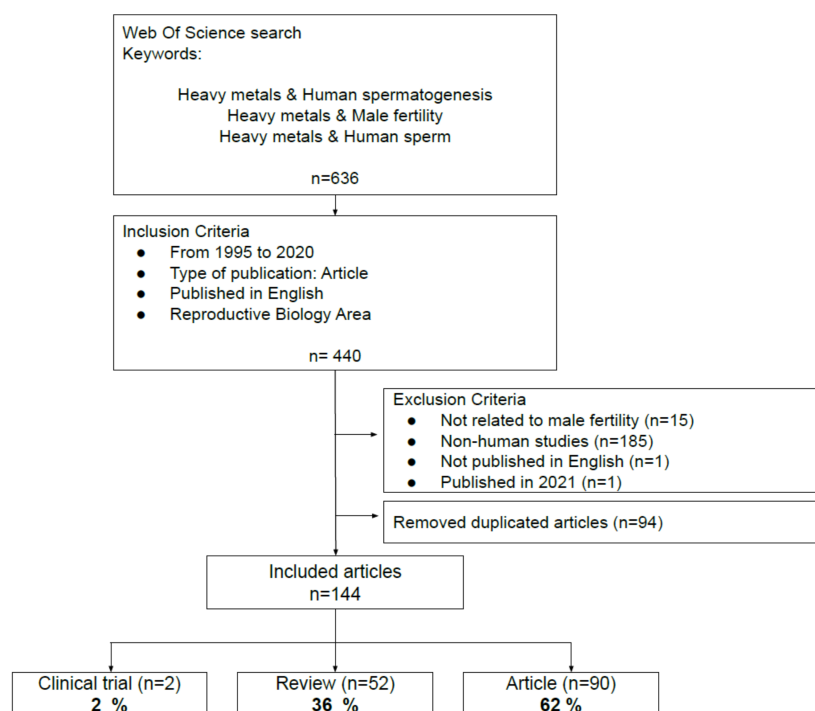 Web Of Science search
Keywords:
Heavy metals & Human spermatogenesis
Heavy metals & Male fertility
Heavy metals & Human sperm
n=636
Inclusion Criteria
● From 1995 to 2020
● Type of publication: Article
● Published in English
● Reproductive Biology Area
n= 440
Exclusion Criteria
● Not related to male fertility (n=15)
● Non-human studies (n=185)
● Not published in English (n=1)
● Published in 2021 (n=1)
Removed duplicated articles (n=94)
Included articles
n=144
Clinical trial (n=2)
2 %
Review (n=52)
36 %
Article (n=90)
62 %